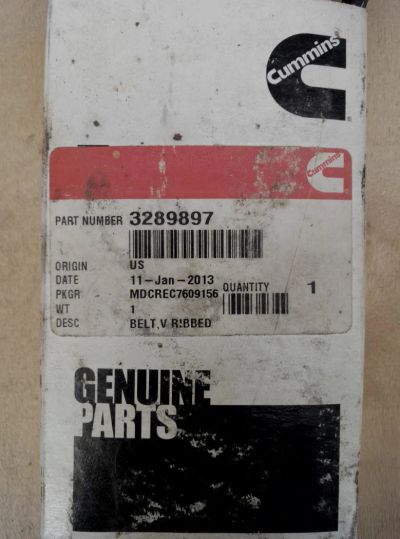 Cummins
Cummins
PART NUMBER 3289897
ORIGIN US
DATE 11-Jan-2013
PKGR MDCREC7609156 QUANTITY 1
WT 1
DESC BELT,V RIBBED
GENUINE
PARTS
Cummins